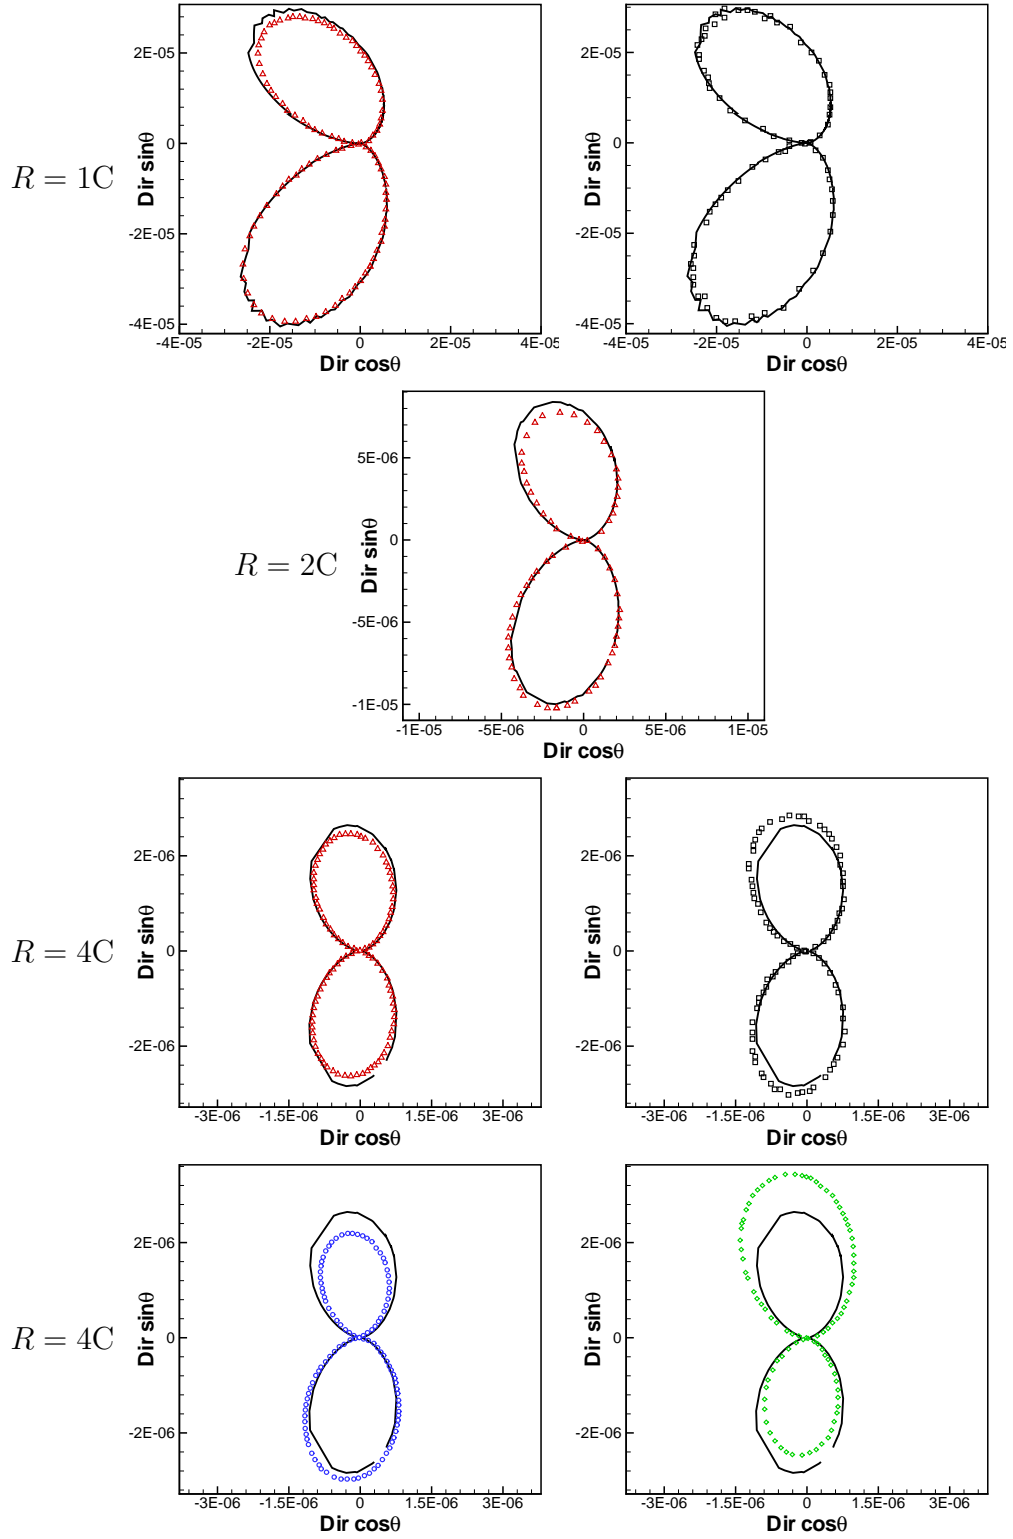 2E-05
0
-2E-05
-4E-05
Dir sinθ
-4E-05 -2E-05 0 2E-05 4E-05
Dir cosθ
R = 1C
2E-05
0
-2E-05
-4E-05
Dir sinθ
-4E-05 -2E-05 0 2E-05 4E-05
Dir cosθ
R = 2C
5E-06
0
-5E-06
-1E-05
Dir sinθ
-1E-05 -5E-06 0 5E-06 1E-05
Dir cosθ
R = 4C
2E-06
0
-2E-06
Dir sinθ
-3E-06 -1.5E-06 0 1.5E-06 3E-06
Dir cosθ
2E-06
0
-2E-06
Dir sinθ
-3E-06 -1.5E-06 0 1.5E-06 3E-06
Dir cosθ
R = 4C
2E-06
0
-2E-06
Dir sinθ
-3E-06 -1.5E-06 0 1.5E-06 3E-06
Dir cosθ
2E-06
0
-2E-06
Dir sinθ
-3E-06 -1.5E-06 0 1.5E-06 3E-06
Dir cosθ